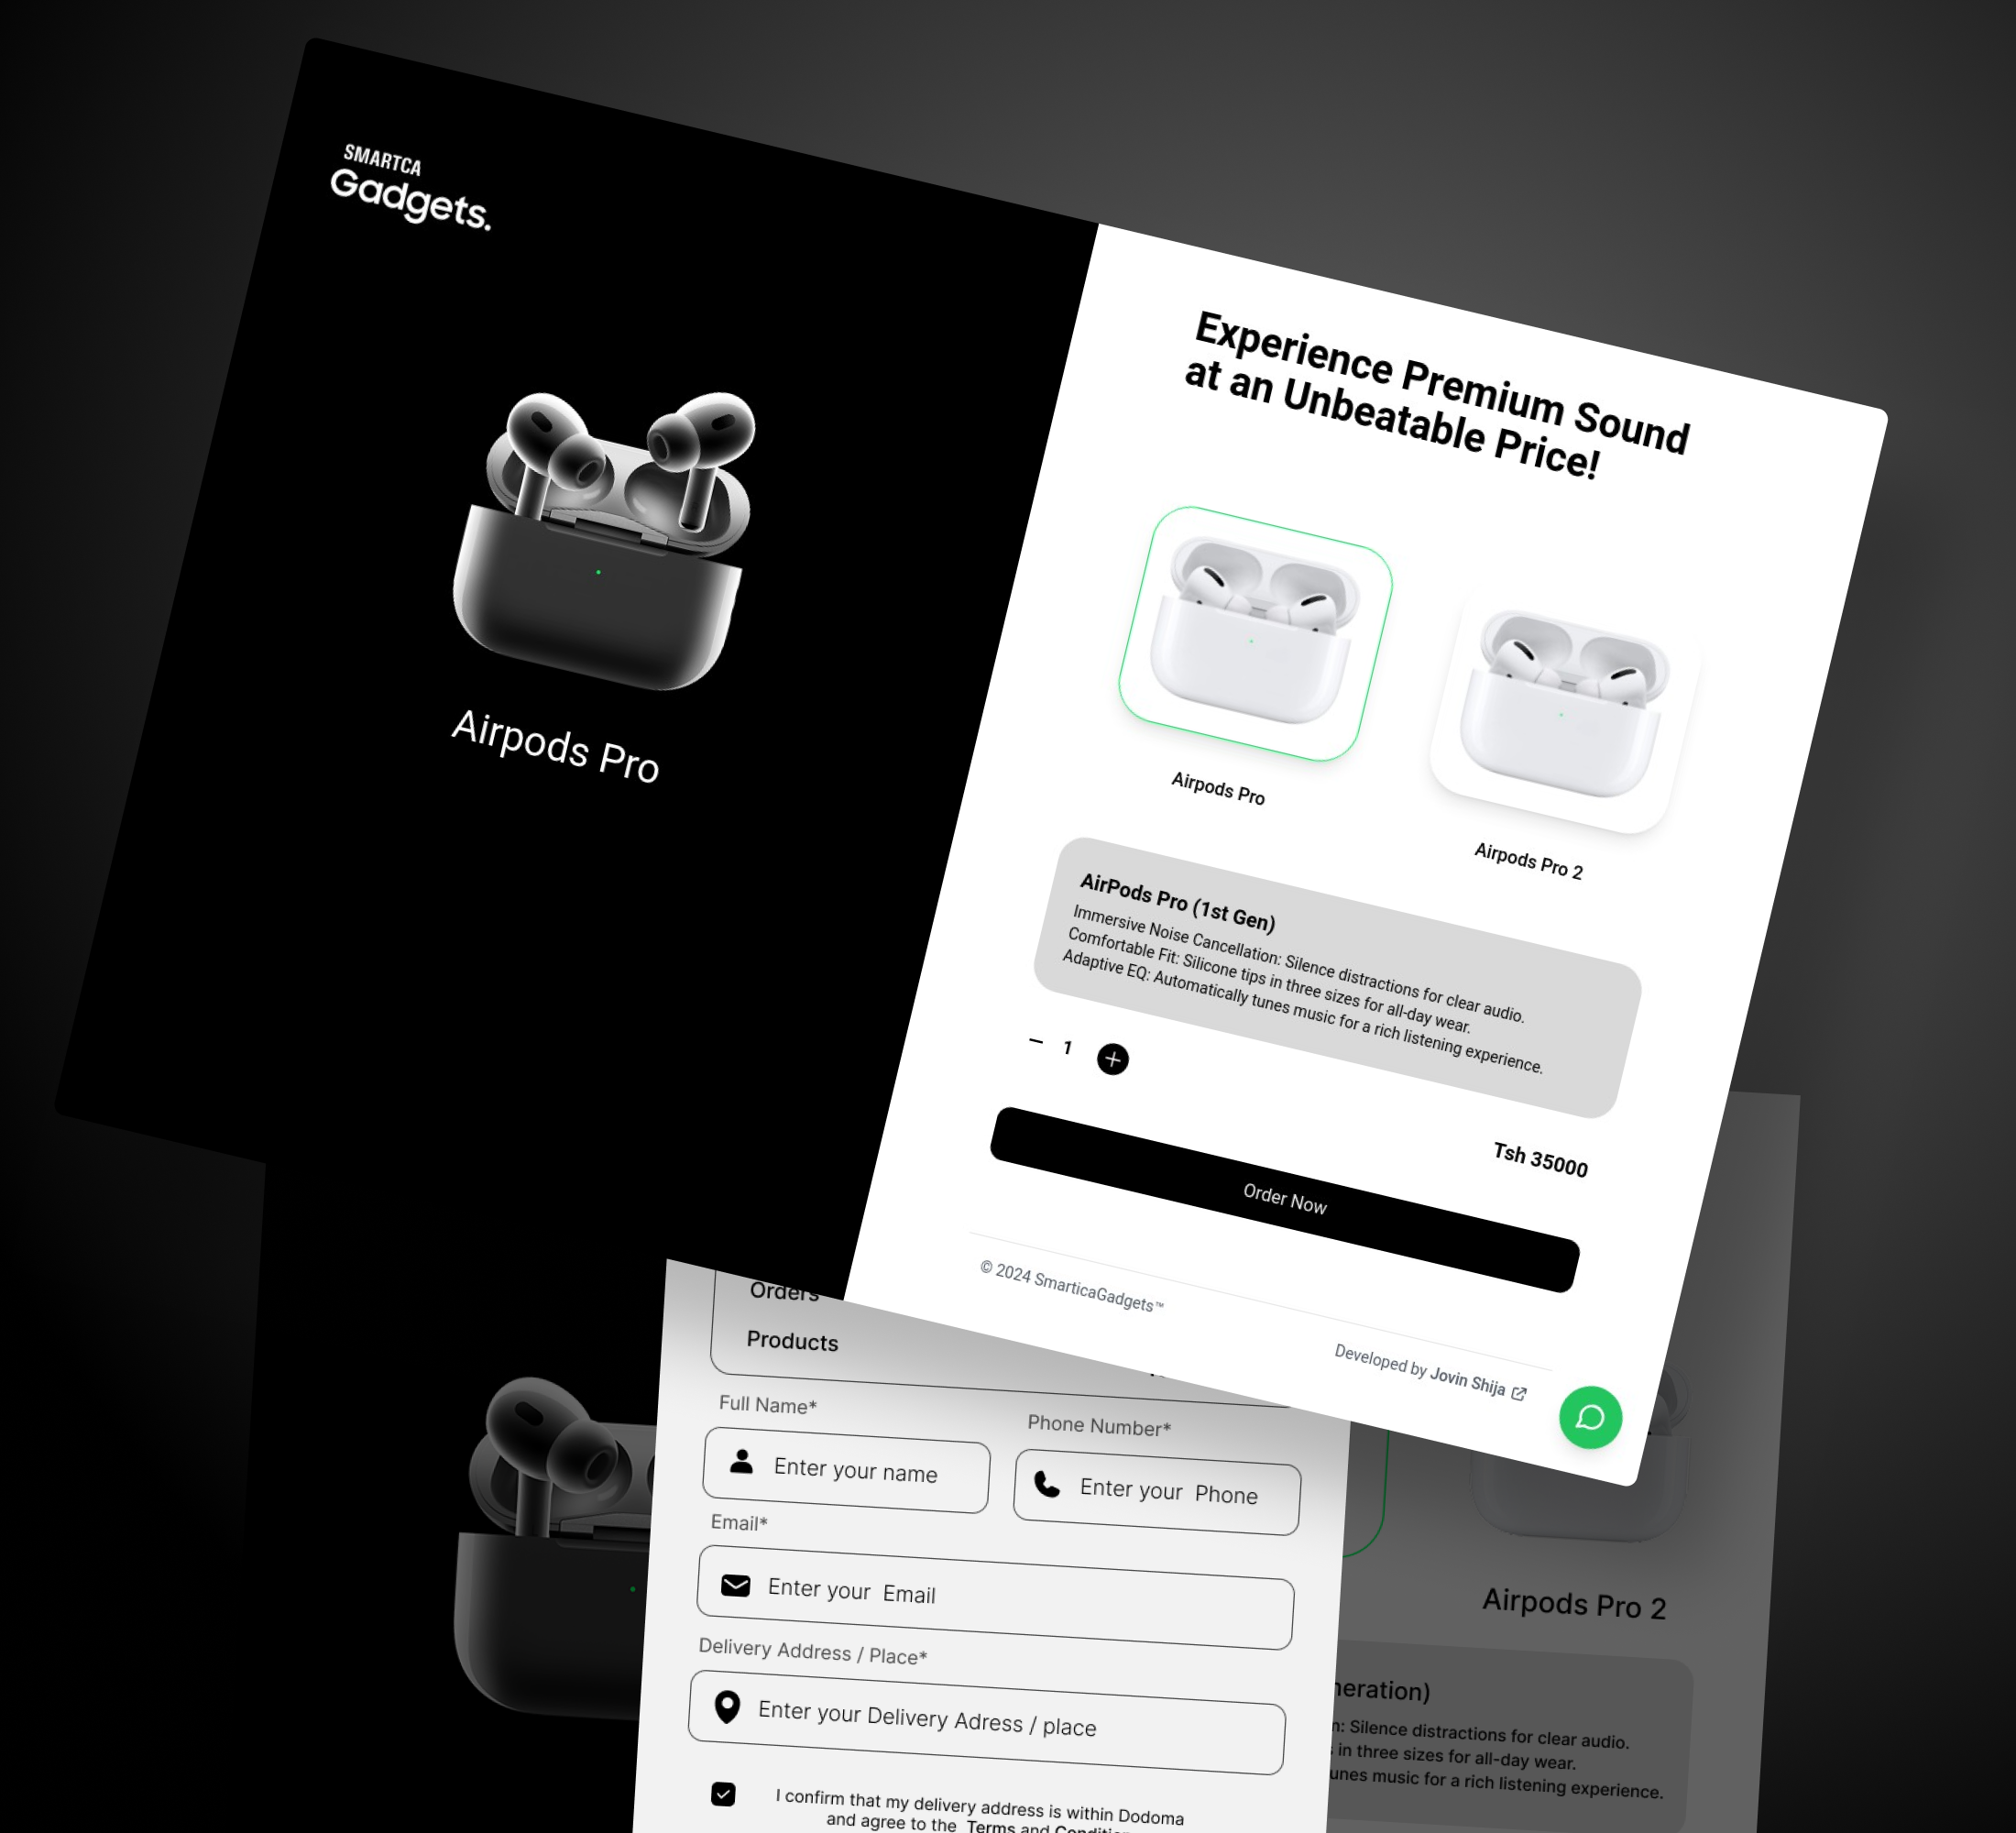 SMARTCA
Gadgets.
Airpods Pro
Experience Premium Sound
at an Unbeatable Price!
Airpods Pro
Airpods Pro 2
AirPods Pro (1st Gen)
Immersive Noise Cancellation: Silence distractions for clear audio.
Comfortable Fit: Silicone tips in three sizes for all-day wear.
Adaptive EQ: Automatically tunes music for a rich listening experience.
1
Tsh 35000
Order Now
© 2024 SmarticaGadgets™
Developed by Jovin Shija
Orders
Products
Full Name*
Phone Number*
Enter your name
Enter your Phone
Email*
Enter your Email
Delivery Address / Place*
Enter your Delivery Adress / place
I confirm that my delivery address is within Dodoma
and agree to the Terms and
Airpods Pro 2
neration)
n: Silence distractions for clear audio.
s in three sizes for all-day wear.
unes music for a rich listening experience.